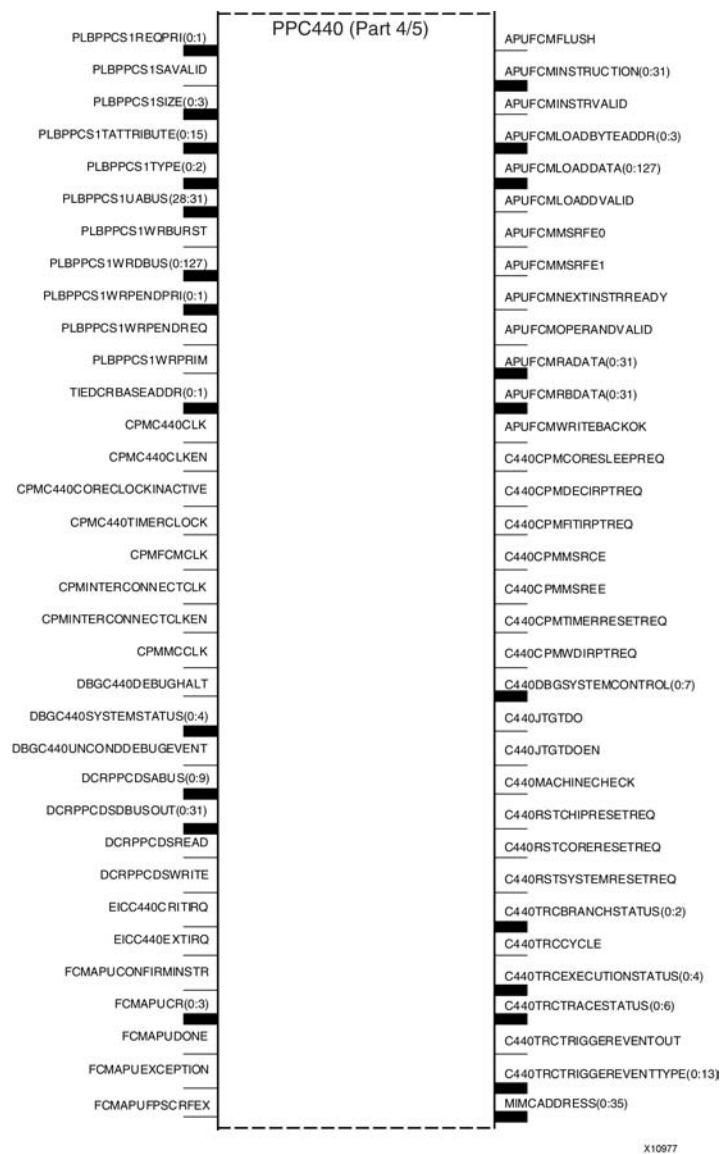 PPC440 (Part 4/5)
PLBPPCS1REQPRI(0:1)
PLBPPCS1SAVALID
PLBPPCS1SIZE(0:3)
PLBPPCS1TATTRIBUTE(0:15)
PLBPPCS1TYPE(0:2)
PLBPPCS1UABUS(28:31)
PLBPPCS1WRBURST
PLBPPCS1WRDBUS(0:127)
PLBPPCS1WRPENDPRI(0:1)
PLBPPCS1WRPENDREQ
PLBPPCS1WRPRIM
TIEDCRBASEADDR(0:1)
CPMC440CLK
CPMC440CLKEN
CPMC440CORECLOCKINACTIVE
CPMC440TIMERCLOCK
CPMFCMCLK
CPMINTERCONNECTCLK
CPMINTERCONNECTCLKEN
CPMMCCLK
DBGC440DEBUGHALT
DBGC440SYSTEMSTATUS(0:4)
DBGC440UNCONDDEBUGEVENT
DCRPPCDSABUS(0:9)
DCRPPCDSDBUSOUT(0:31)
DCRPPCDSREAD
DCRPPCDSWRITE
EICC440CRITIRQ
EICC440EXTIRQ
FCMAPUCONFIRMINSTR
FCMAPUCR(0:3)
FCMAPUDONE
FCMAPUEXCEPTION
FCMAPUFPSCRFEX
APUFCMFLUSH
APUFCMINSTRUCTION(0:31)
APUFCMINSTRVALID
APUFCMLOADBYTEADDR(0:3)
APUFCMLOADDATA(0:127)
APUFCMLOADDVALID
APUFCMMSRFE0
APUFCMMSRFE1
APUFCMNEXTINSTRREADY
APUFCMOPERANDVALID
APUFCMRADATA(0:31)
APUFCMRBDATA(0:31)
APUFCMWRITEBACKOK
C440CPMCORESLEEPREQ
C440CPMDECIRPTREQ
C440CPMFITIRPTREQ
C440CPMMSRCE
C440CPMMSREE
C440CPMTIMERRESETREQ
C440CPMWDIRPTREQ
C440DBGSYSTEMCONTROL(0:7)
C440JTGTDO
C440JTGTDOEN
C440MACHINECHECK
C440RSTCHIPRESETREQ
C440RSTCORERESETREQ
C440RSTSYSTEMRESETREQ
C440TRCBRANCHSTATUS(0:2)
C440TRCCYCLE
C440TRCEXECUTIONSTATUS(0:4)
C440TRCTRACESTATUS(0:6)
C440TRCTRIGGEREVENTOUT
C440TRCTRIGGEREVENTTYPE(0:13)
MIMCADDRESS(0:35)
X10977